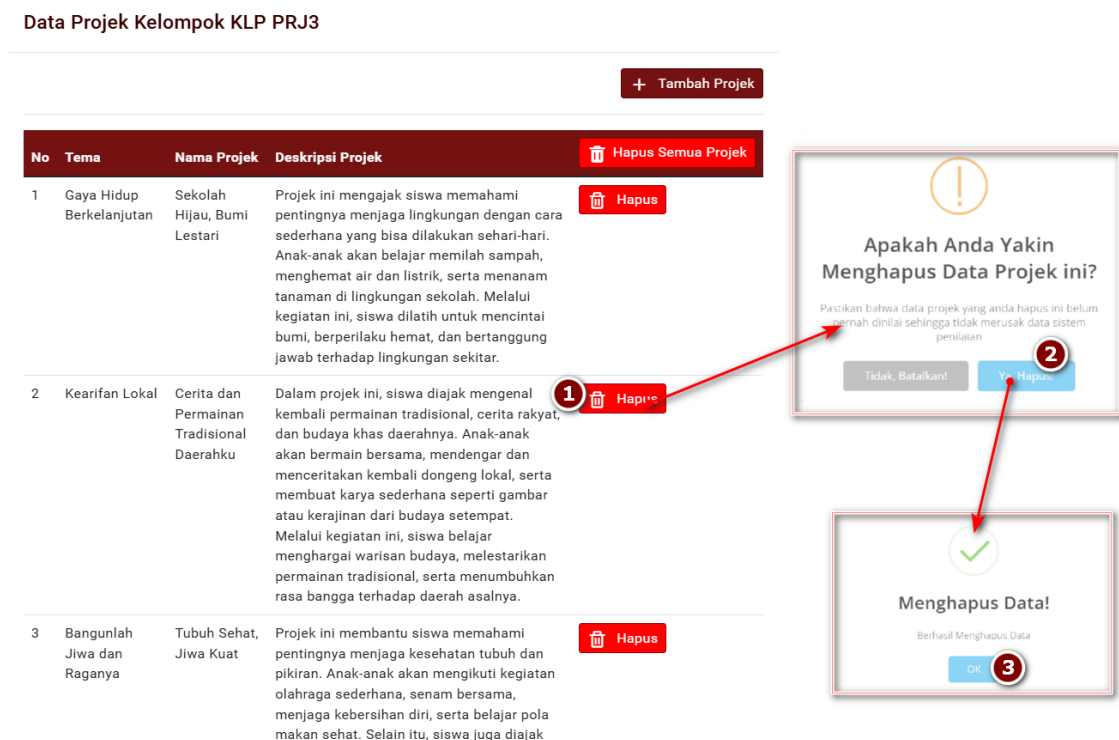 Data Projek Kelompok KLP PRJ3
+ Tambah Projek
No Tema Nama Projek Deskripsi Projek Hapus Semua Projek
1 Gaya Hidup Berkelanjutan
Sekolah
Hijau, Bumi
Lestari
Projek ini mengajak siswa memahami
pentingnya menjaga lingkungan dengan cara
sederhana yang bisa dilakukan sehari-hari.
Anak-anak akan belajar memilah sampah,
menghemat air dan listrik, serta menanam
tanaman di lingkungan sekolah. Melalui
kegiatan ini, siswa dilatih untuk mencintai
bumi, berperilaku hemat, dan bertanggung
jawab terhadap lingkungan sekitar.
Hapus
2 Kearifan Lokal
Cerita dan
Permainan
Tradisional
Daerahku
Dalam projek ini, siswa diajak mengenal
kembali permainan tradisional, cerita rakyat,
dan budaya khas daerahnya. Anak-anak
akan bermain bersama, mendengar dan
menceritakan kembali dongeng lokal, serta
membuat karya sederhana seperti gambar
atau kerajinan dari budaya setempat.
Melalui kegiatan ini, siswa belajar
menghargai warisan budaya, melestarikan
permainan tradisional, serta menumbuhkan
rasa bangga terhadap daerah asalnya.
1 Hapus
3 Bangunlah
Jiwa dan
Raganya
Tubuh Sehat,
Jiwa Kuat
Projek ini membantu siswa memahami
pentingnya menjaga kesehatan tubuh dan
pikiran. Anak-anak akan mengikuti kegiatan
olahraga sederhana, senam bersama,
menjaga kebersihan diri, serta belajar pola
makan sehat. Selain itu, siswa juga diajak
Hapus
Apakah Anda Yakin
Menghapus Data Projek ini?
Pastikan bahwa data projek yang anda hapus ini belum
pernah dinilai sehingga tidak merusak data sistem
penilaian
Tidak, Batalkan!
Ya, Hapus!
2
Menghapus Data!
Berhasil Menghapus Data
OK 3